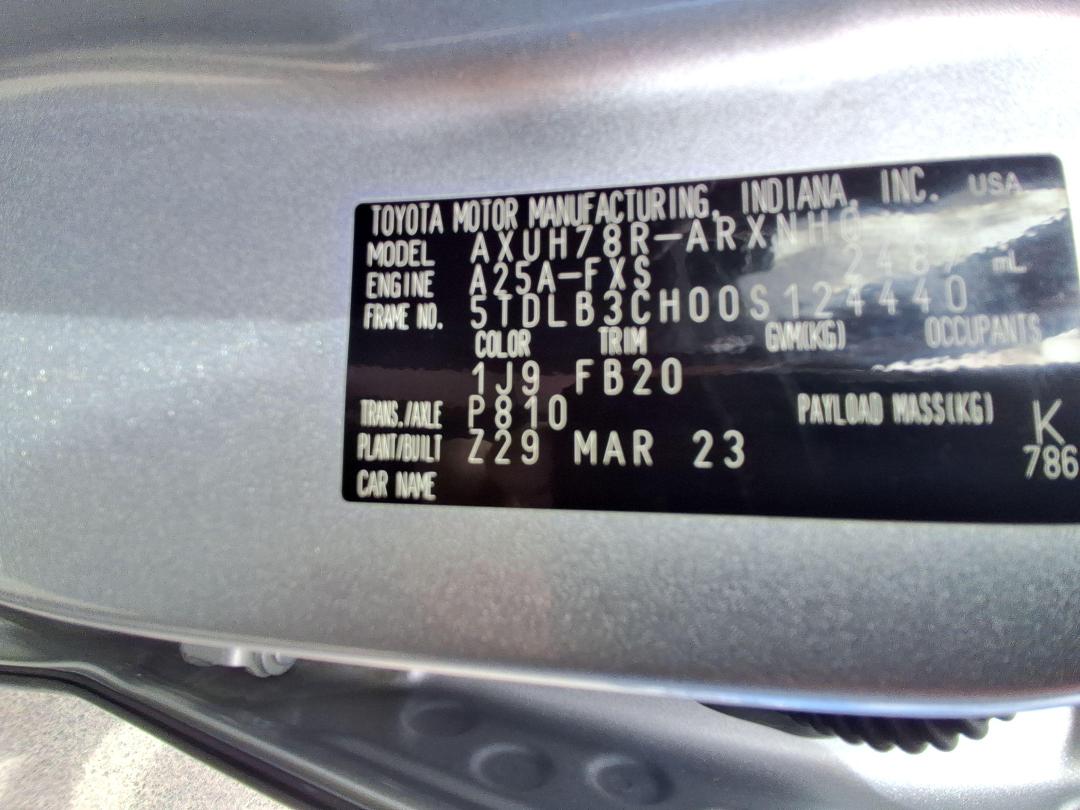 TOYOTA MOTOR MANUFACTURING, INDIANA, INC. USA
MODEL AXUH78R-ARXNH
ENGINE A25A-FXS 2487 mL
FRAME NO. 5TDLB3CH00S124440
COLOR TRIM GVM(KG) OCCUPANTS
1J9 FB20
TRANS./AXLE P810 PAYLOAD MASS(KG) K
PLANT/BUILT Z29 MAR 23 786
CAR NAME